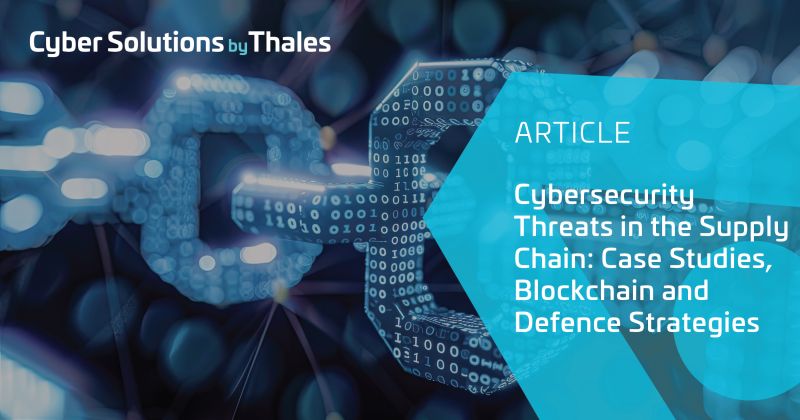 Cyber Solutions by Thales
ARTICLE
Cybersecurity
Threats in the Supply
Chain: Case Studies,
Blockchain and
Defence Strategies